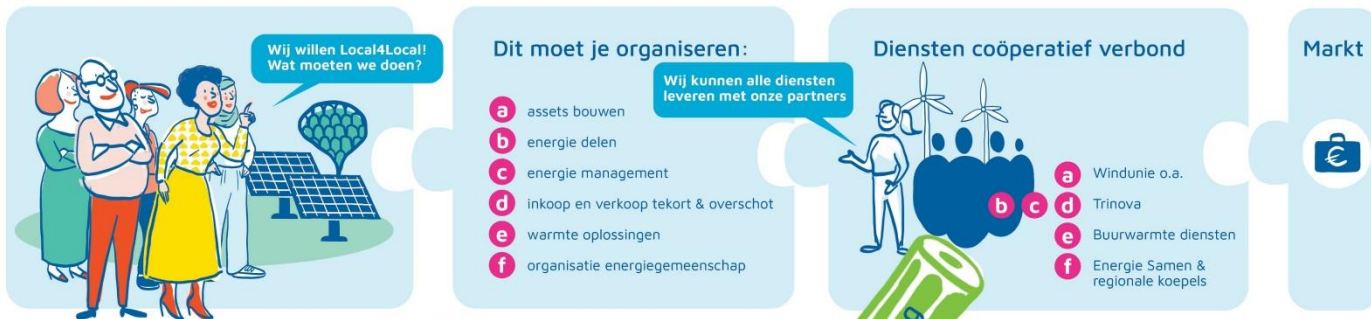 Wij willen Local4Local!
Wat moeten we doen?
Dit moet je organiseren:
a assets bouwen
b energie delen
c energie management
d inkoop en verkoop tekort & overschot
e warmte oplossingen
f organisatie energiegemeenschap
Wij kunnen alle diensten
leveren met onze partners
Diensten coöperatief verbond
a Windunie o.a.
b c d Trinova
e Buurwarmte diensten
f Energie Samen &
regionale koepels
Markt
€